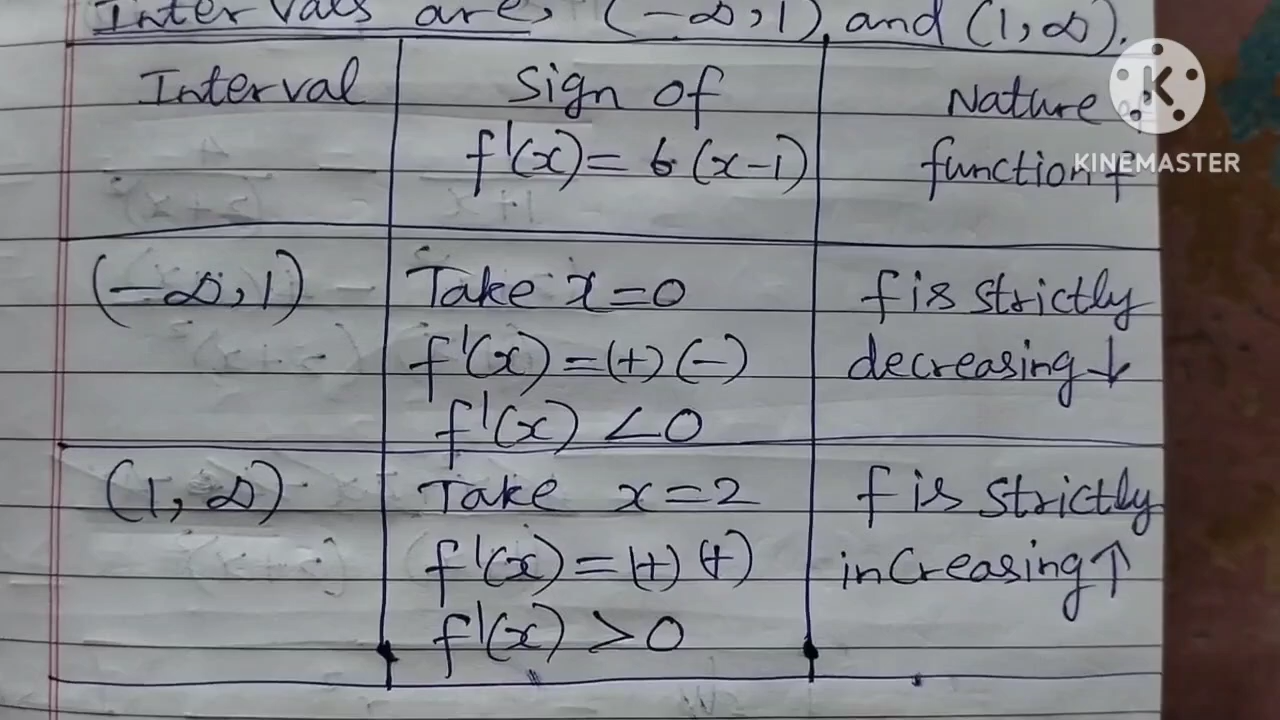 Intervals are, (-∞,1) and (1,∞).
Interval
Sign of
f'(x)= 6(x-1)
Nature
function f
KINEMASTER
(-∞,1)
Take x=0
f'(x)=(+)(-)
f'(x) <0
f is strictly
decreasing↓
(1,∞)
Take x=2
f'(x)=(+)(+)
f'(x) >0
f is strictly
increasing↑